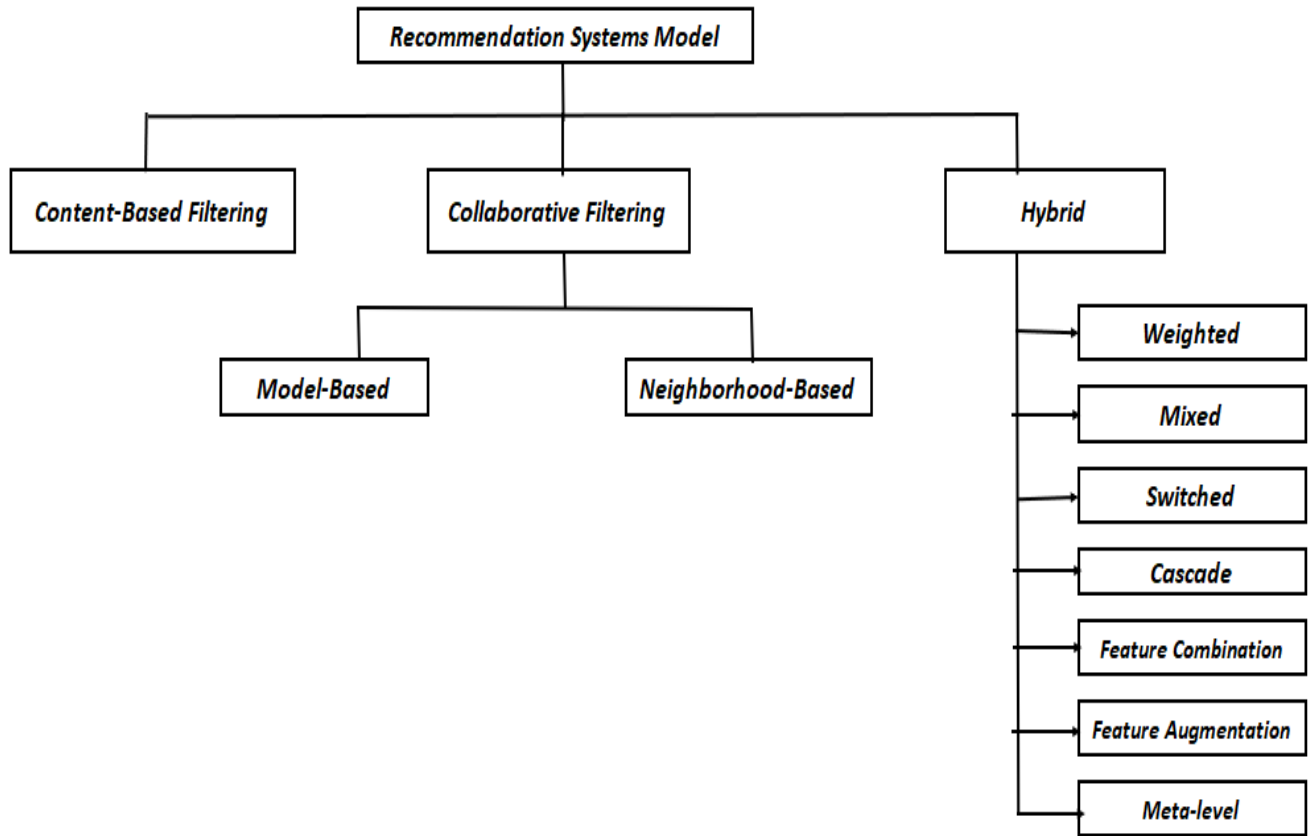 Recommendation Systems Model
Content-Based Filtering
Collaborative Filtering
Hybrid
Model-Based
Neighborhood-Based
Weighted
Mixed
Switched
Cascade
Feature Combination
Feature Augmentation
Meta-level